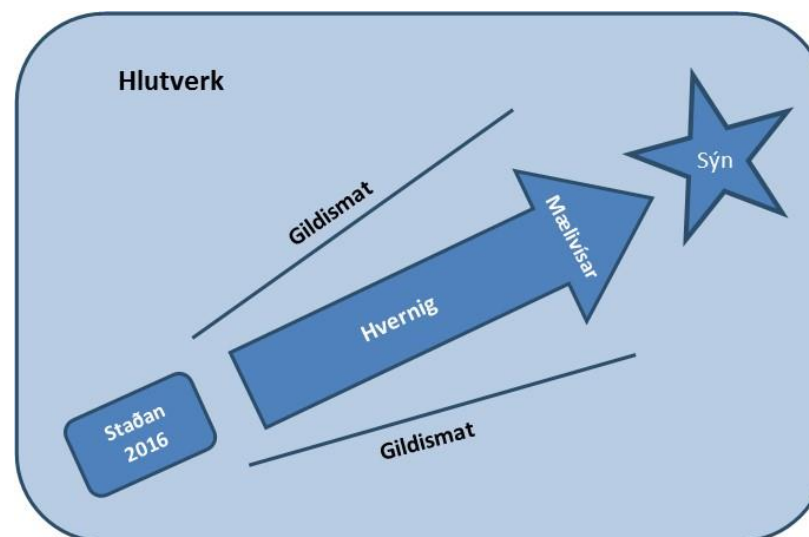 Hlutverk
Sýn
Gildismat
Mælivísar
Hvernig
Staðan
2016
Gildismat